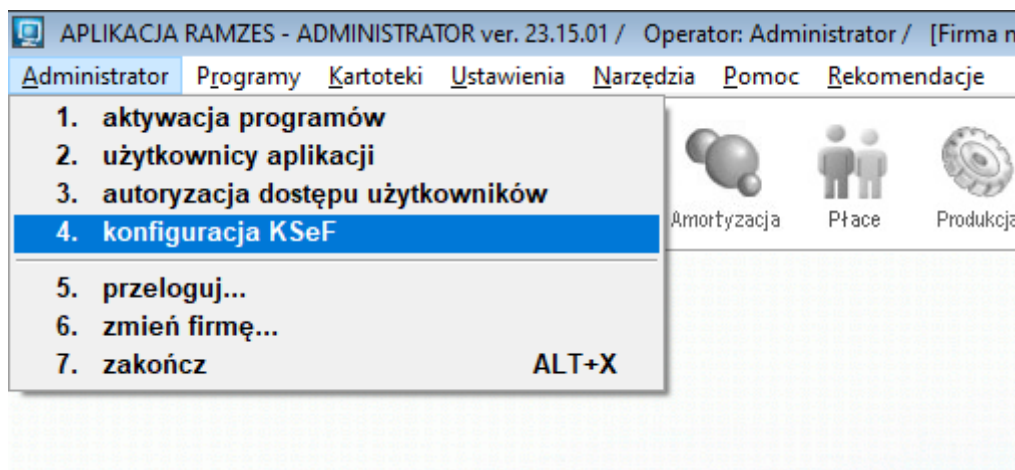 APLIKACJA RAMZES - ADMINISTRATOR ver. 23.15.01 / Operator: Administrator / [Firma n
Administrator Programy Kartoteki Ustawienia Narzędzia Pomoc Rekomendacje
1. aktywacja programów
2. użytkownicy aplikacji
3. autoryzacja dostępu użytkowników
4. konfiguracja KSeF
5. przeloguj...
6. zmień firmę...
7. zakończ ALT+X
Amortyzacja Płace Produkcja